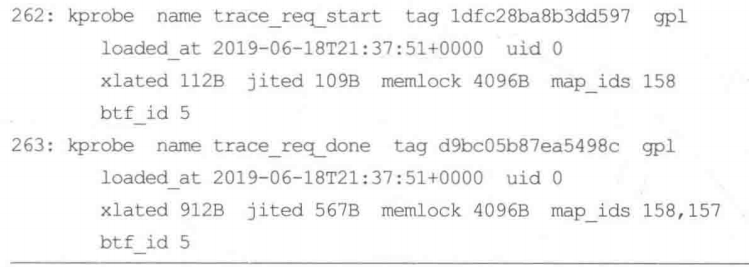 262: kprobe  name trace_req_start  tag 1dfc28ba8b3dd597  gpl
loaded_at 2019-06-18T21:37:51+0000  uid 0
xlated 112B  jited 109B  memlock 4096B  map_ids 158
btf_id 5
263: kprobe  name trace_req_done  tag d9bc05b87ea5498c  gpl
loaded_at 2019-06-18T21:37:51+0000  uid 0
xlated 912B  jited 567B  memlock 4096B  map_ids 158,157
btf_id 5